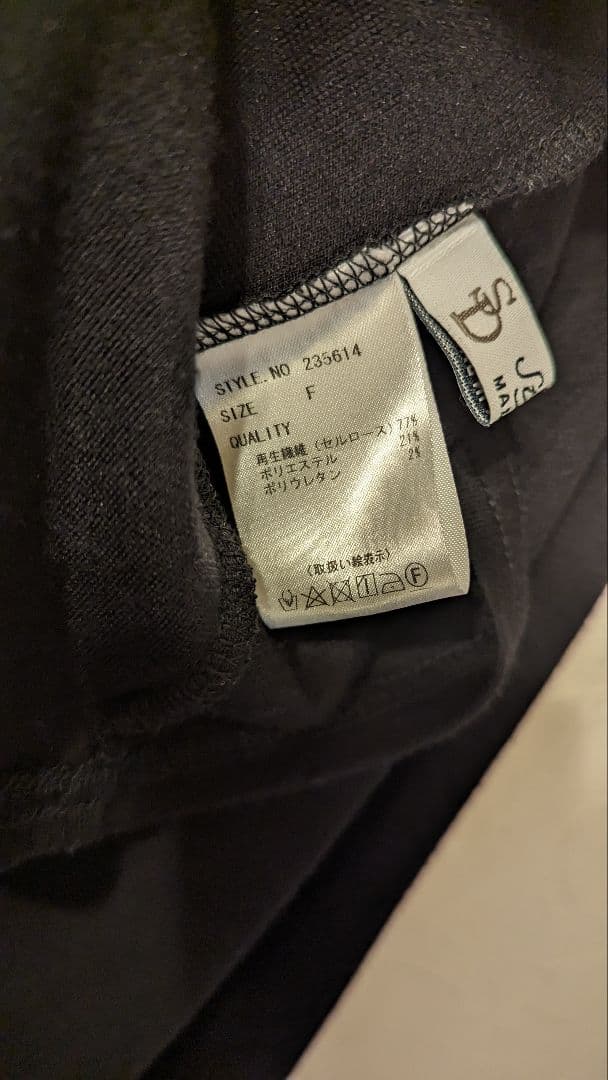 STYLE.NO 235614
SIZE F
QUALITY
再生繊維 (セルロース) 77%
ポリエステル 21%
ポリウレタン 2%
〈取扱い絵表示〉
F
SD